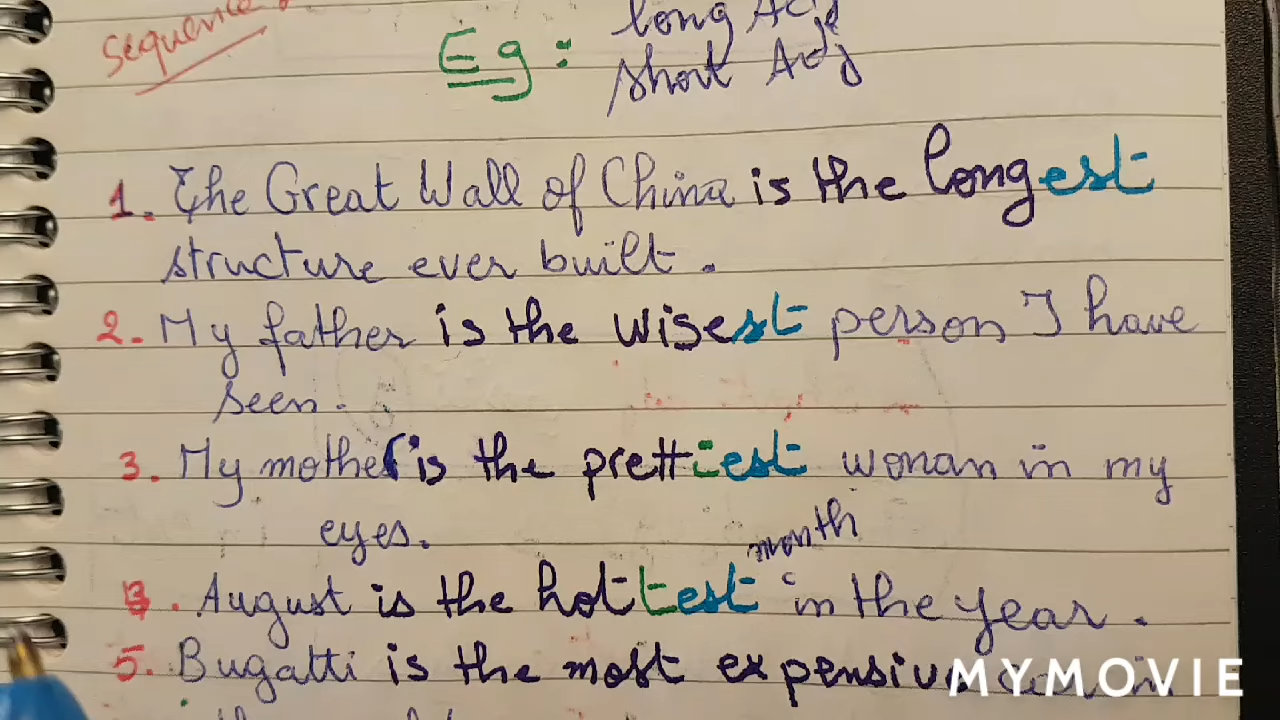 Sequence
long Adj
Eg:
short Adj
1. The Great Wall of China is the longest
structure ever built.
2. My father is the wisest person I have
seen.
3. My mother is the prettiest woman in my
eyes.
month
4. August is the hottest in the year.
5. Bugatti is the most expensive car in
MYMOVIE